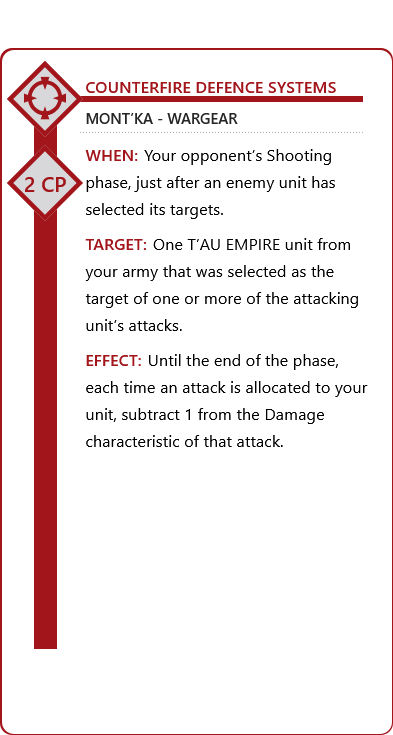 COUNTERFIRE DEFENCE SYSTEMS
MONT’KA - WARGEAR
2 CP
WHEN: Your opponent’s Shooting
phase, just after an enemy unit has
selected its targets.
TARGET: One T’AU EMPIRE unit from
your army that was selected as the
target of one or more of the attacking
unit’s attacks.
EFFECT: Until the end of the phase,
each time an attack is allocated to your
unit, subtract 1 from the Damage
characteristic of that attack.